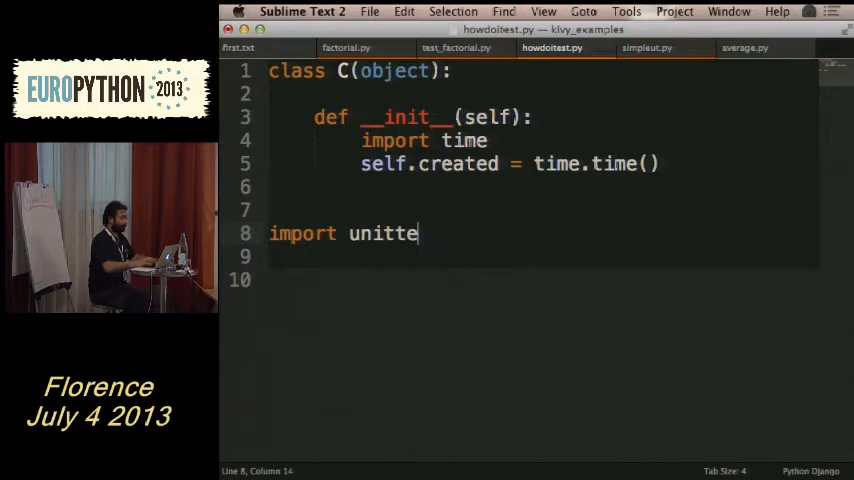 Sublime Text 2 File Edit Selection Find View Goto Tools Project Window Help
howdoitest.py — kivy_examples
first.txt factorial.py test_factorial.py howdoitest.py simpleut.py average.py
EUROPYTHON 2013
1 class C(object):
2
3 def __init__(self):
4 import time
5 self.created = time.time()
6
7
8 import unitte
9
10
Florence
July 4 2013
Line 8, Column 14 Tab Size: 4 Python Django